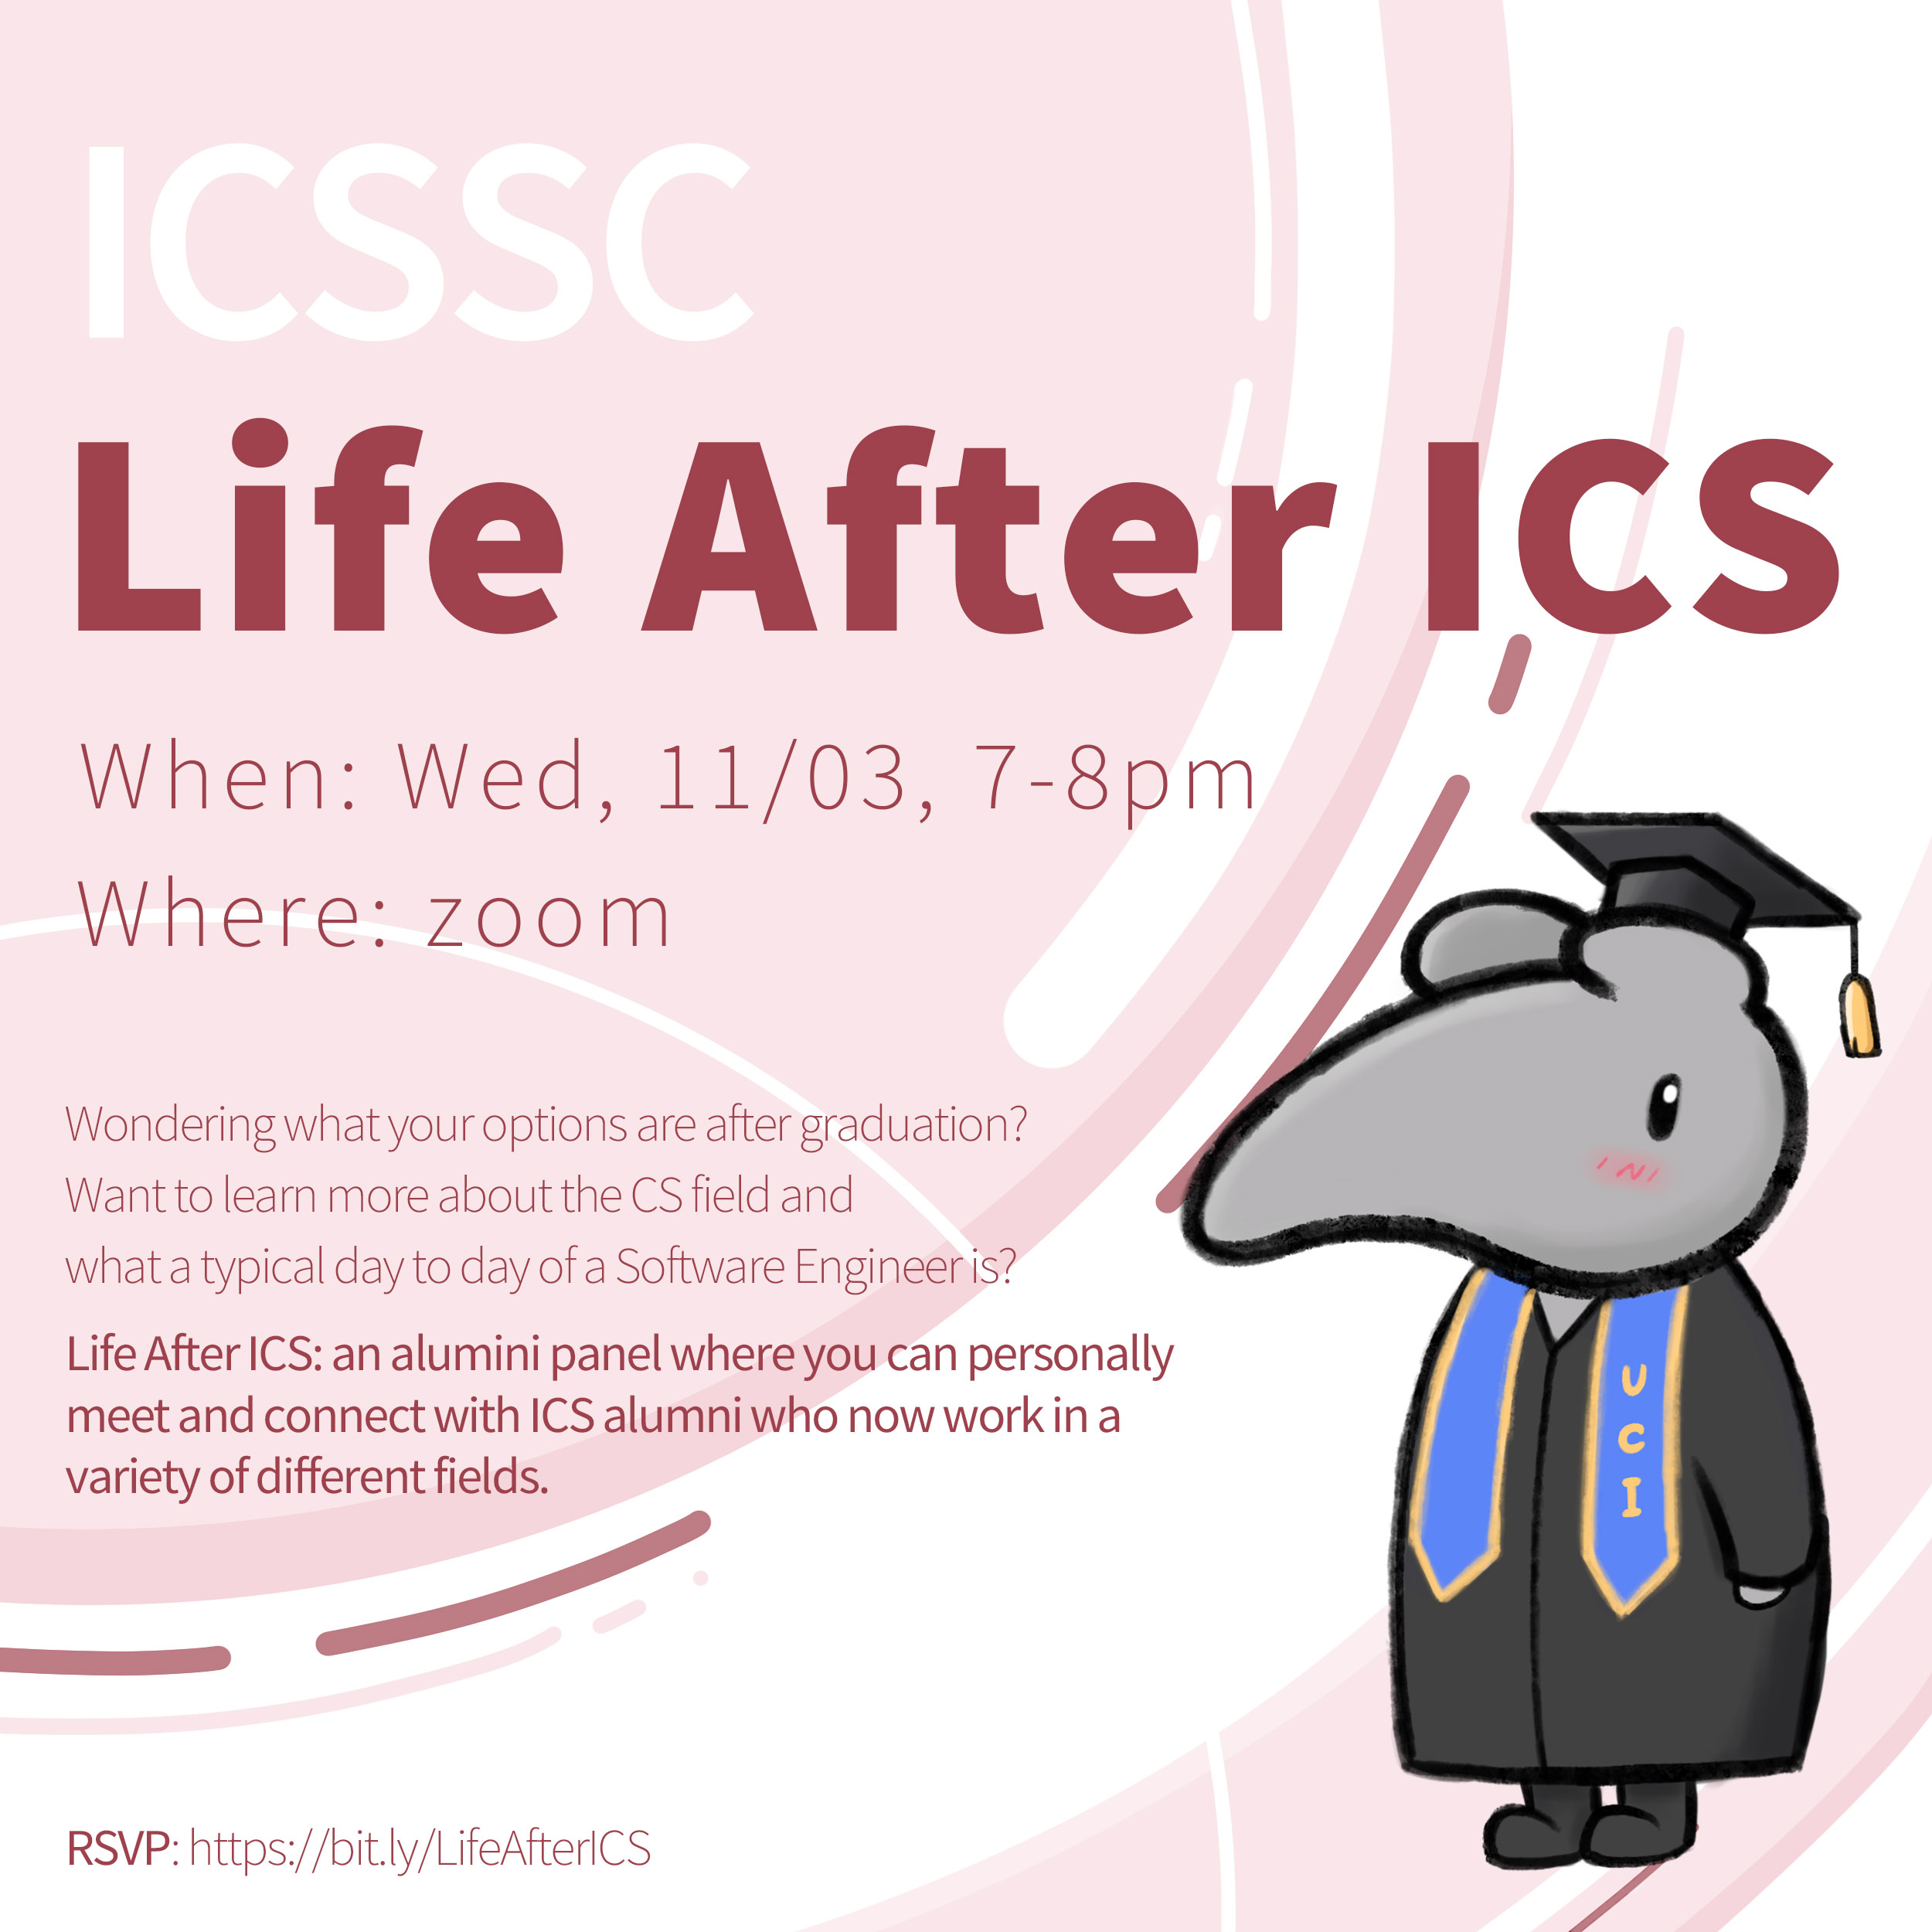 ICSSC
Life After ICS
When: Wed, 11/03, 7-8pm
Where: zoom
Wondering what your options are after graduation?
Want to learn more about the CS field and
what a typical day to day of a Software Engineer is?
Life After ICS: an alumini panel where you can personally
meet and connect with ICS alumni who now work in a
variety of different fields.
U
C
I
RSVP: https://bit.ly/LifeAfterICS